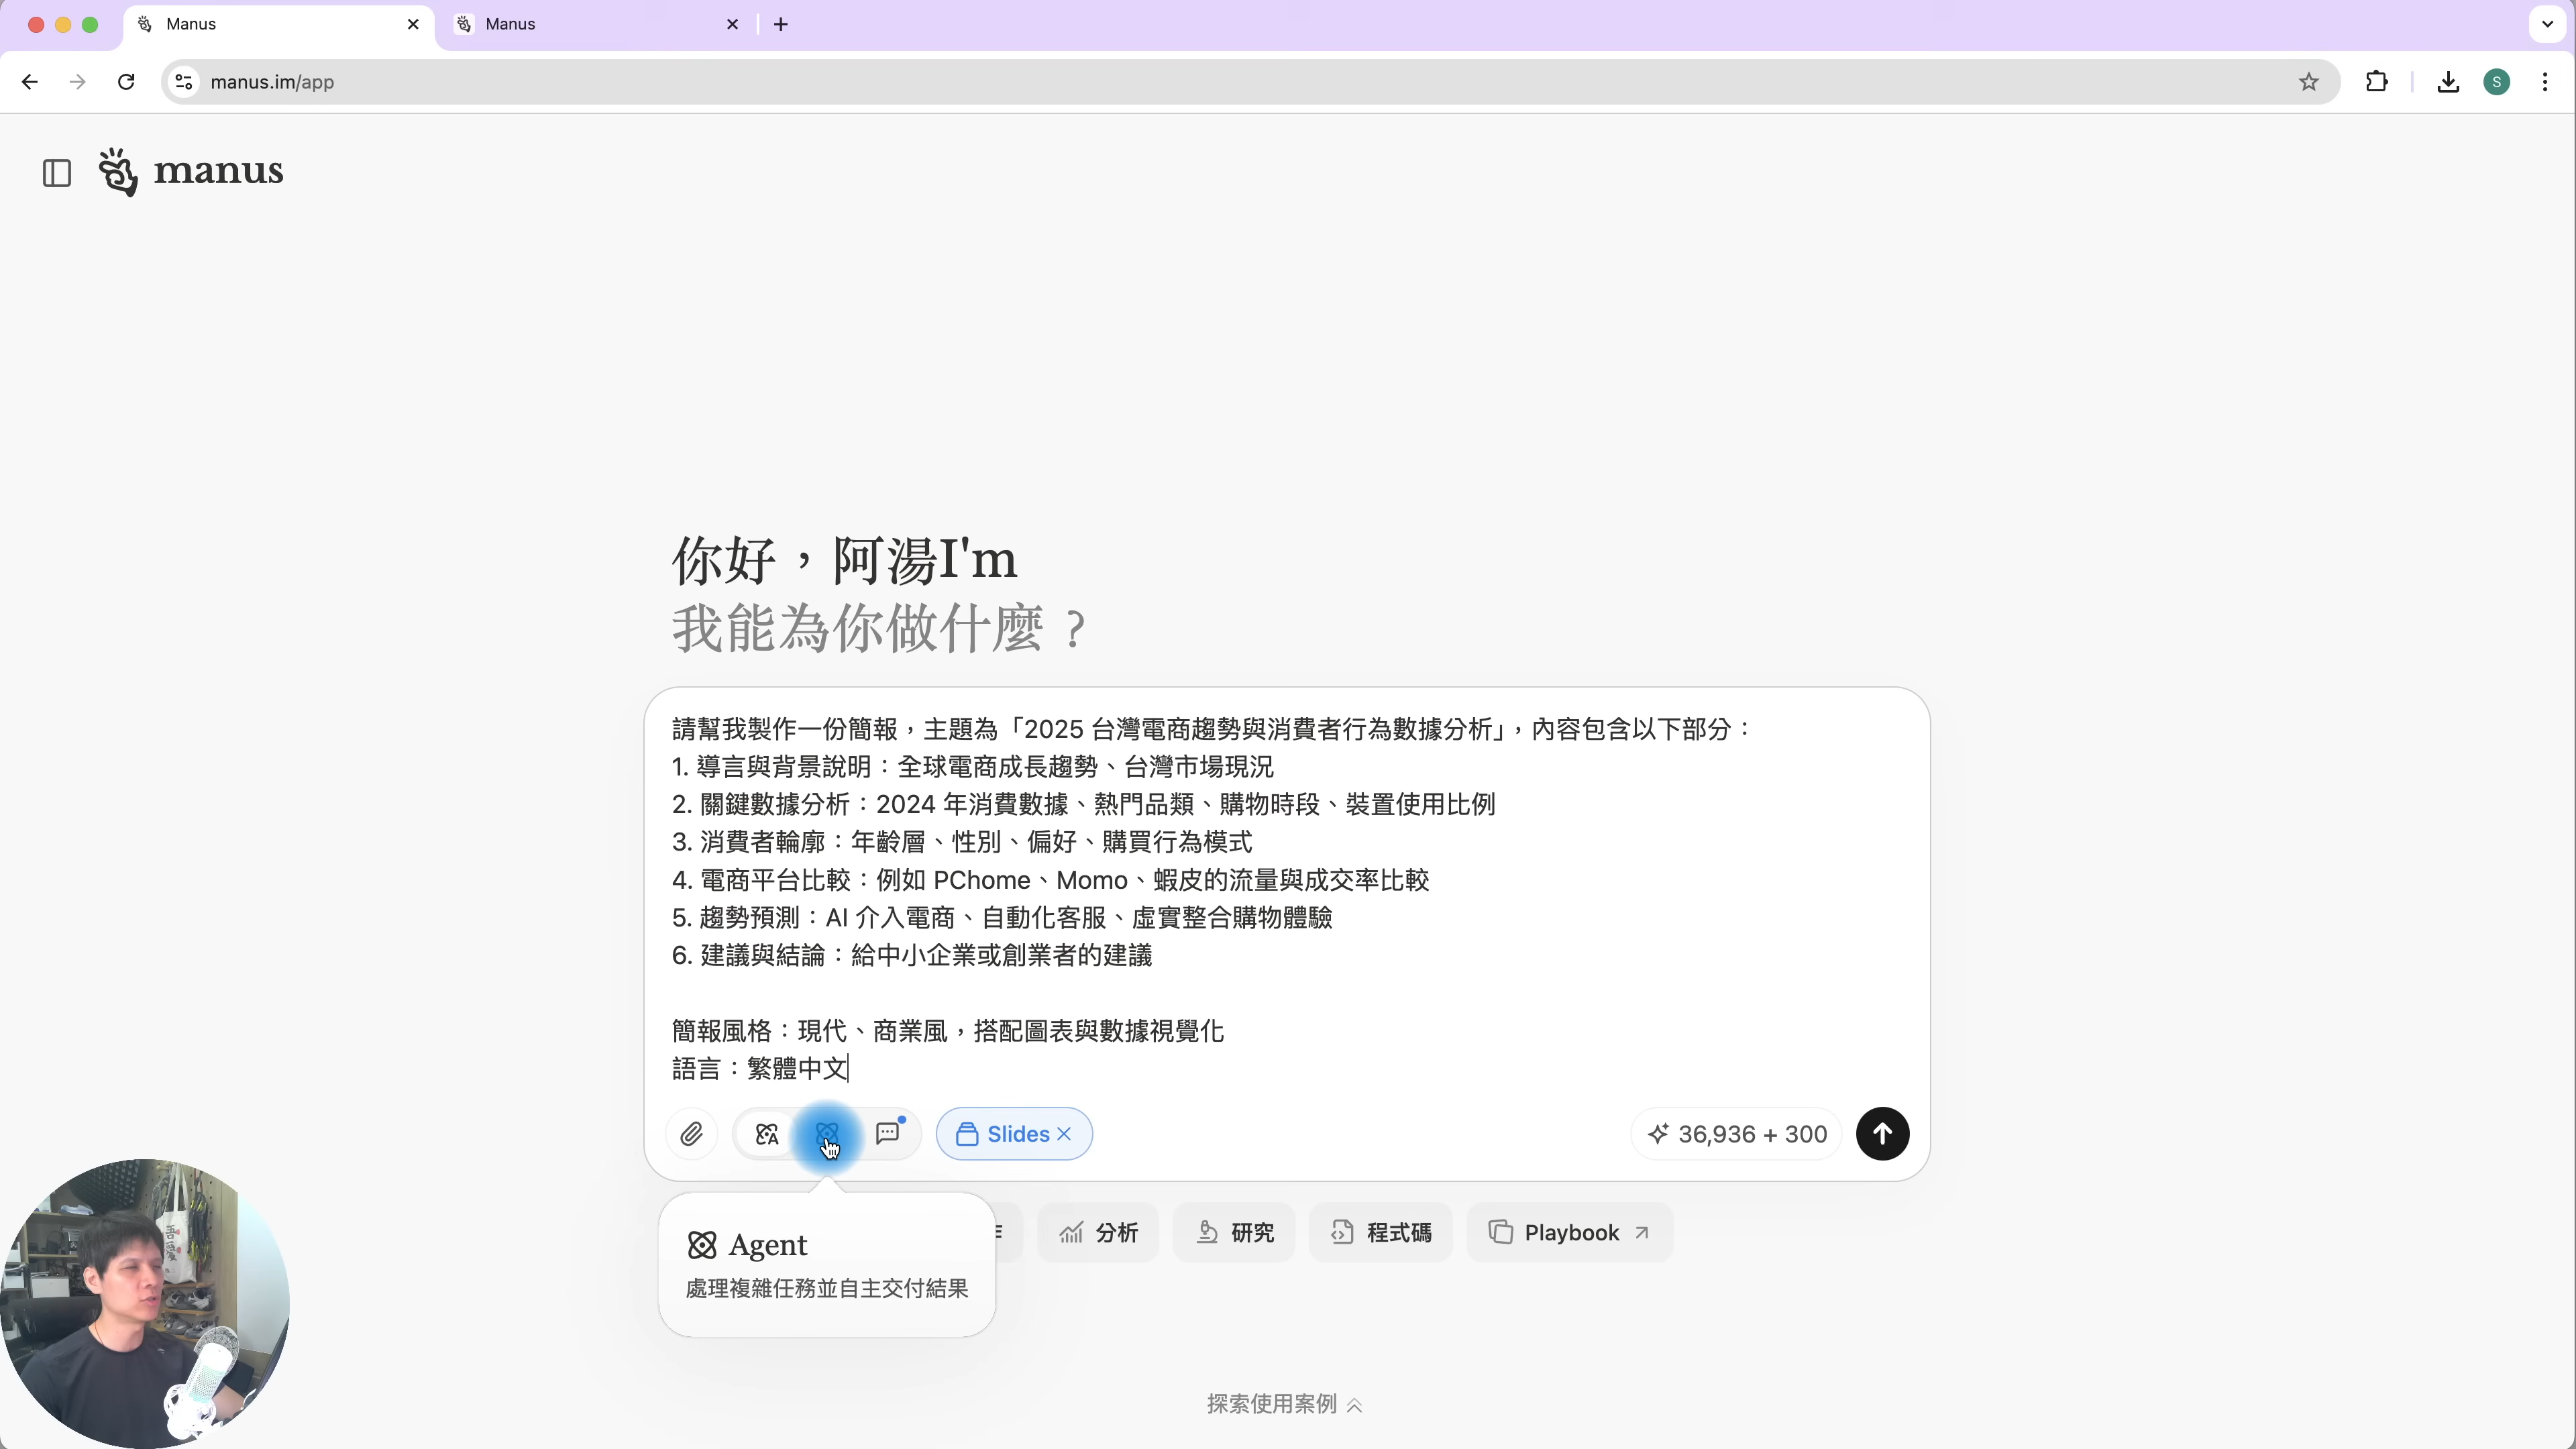 Manus
Manus
manus.im/app
S
manus
你好，阿湯I'm
我能為你做什麼？
請幫我製作一份簡報，主題為「2025 台灣電商趨勢與消費者行為數據分析」，內容包含以下部分：
1. 導言與背景說明：全球電商成長趨勢、台灣市場現況
2. 關鍵數據分析：2024 年消費數據、熱門品類、購物時段、裝置使用比例
3. 消費者輪廓：年齡層、性別、偏好、購買行為模式
4. 電商平台比較：例如 PChome、Momo、蝦皮的流量與成交率比較
5. 趨勢預測：AI 介入電商、自動化客服、虛實整合購物體驗
6. 建議與結論：給中小企業或創業者的建議
簡報風格：現代、商業風，搭配圖表與數據視覺化
語言：繁體中文
Slides
36,936 + 300
Agent
處理複雜任務並自主交付結果
分析
研究
程式碼
Playbook
探索使用案例